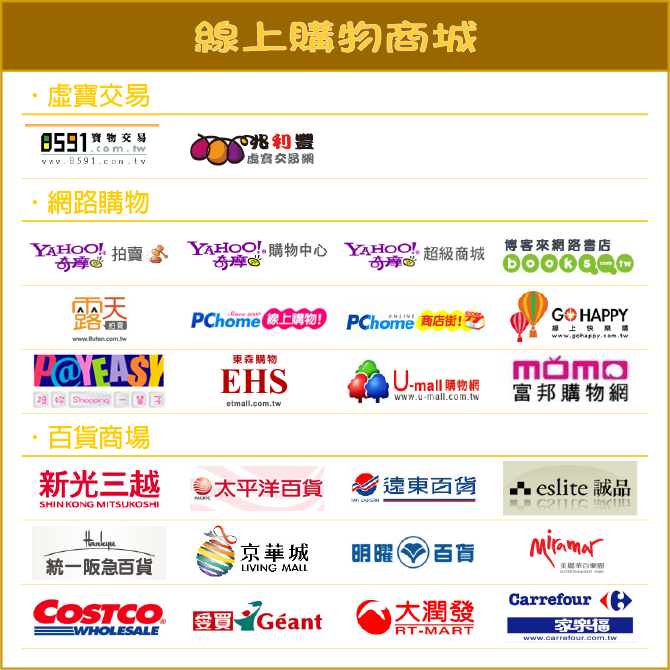 線上購物商城
·虛寶交易
8591 寶物交易
.com.tw
www.8591.com.tw
兆利豐
虛寶交易網
·網路購物
YAHOO!奇摩 拍賣
YAHOO!奇摩 購物中心
YAHOO!奇摩 超級商城
博客來網路書店
books.com.tw
露天
拍賣
www.Ruten.com.tw
Since 2000
PChome 線上購物!
ONLINE
PChome 商店街!
GOHAPPY
線上快樂購
www.gohappy.com.tw
P@YEASY
陪妳 Shopping 一輩子
東森購物
EHS
etmall.com.tw
U-mall 購物網
www.u-mall.com.tw
momo
富邦購物網
·百貨商場
新光三越
SHIN KONG MITSUKOSHI
PACIFIC
太平洋百貨
FAR EASTERN
遠東百貨
eslite 誠品
Hankyu
統一阪急百貨
京華城
LIVING MALL
明曜百貨
Miramar
美麗華百樂園
ENTERTAINMENT PARK
COSTCO
WHOLESALE
愛買 Géant
大潤發
RT-MART
Carrefour
家樂福
www.carrefour.com.tw